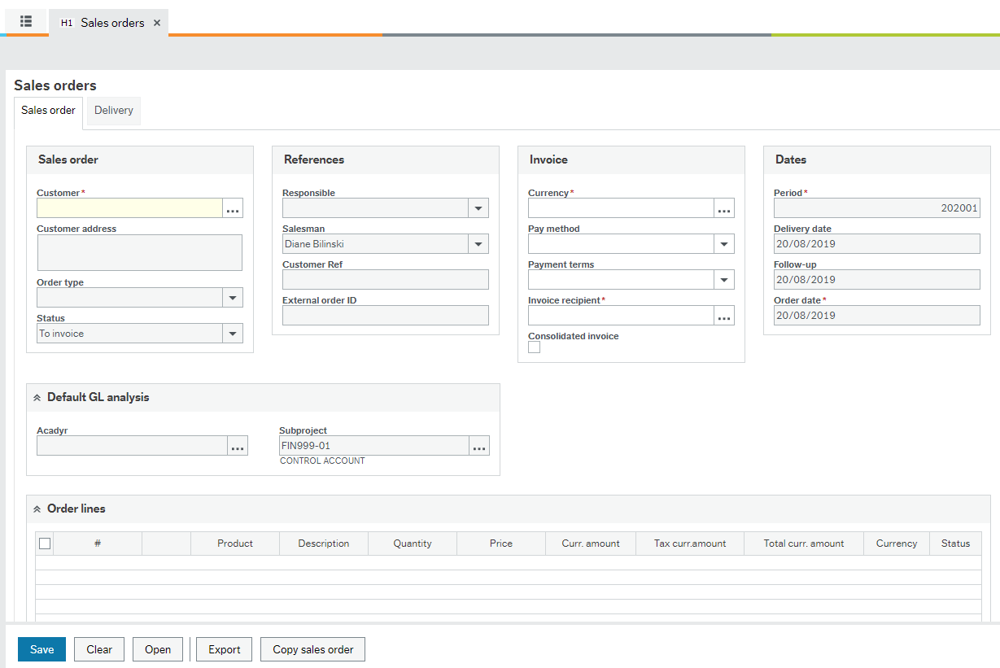 H1 Sales orders ×
Sales orders
Sales order Delivery
Sales order
Customer*
...
Customer address
Order type
Status
To invoice
References
Responsible
Salesman
Diane Bilinski
Customer Ref
External order ID
Invoice
Currency*
...
Pay method
Payment terms
Invoice recipient*
...
Consolidated invoice
Dates
Period*
202001
Delivery date
20/08/2019
Follow-up
20/08/2019
Order date*
20/08/2019
Default GL analysis
Acadyr
...
Subproject
FIN999-01 ...
CONTROL ACCOUNT
Order lines
# Product Description Quantity Price Curr. amount Tax curr.amount Total curr. amount Currency Status
Save Clear Open Export Copy sales order